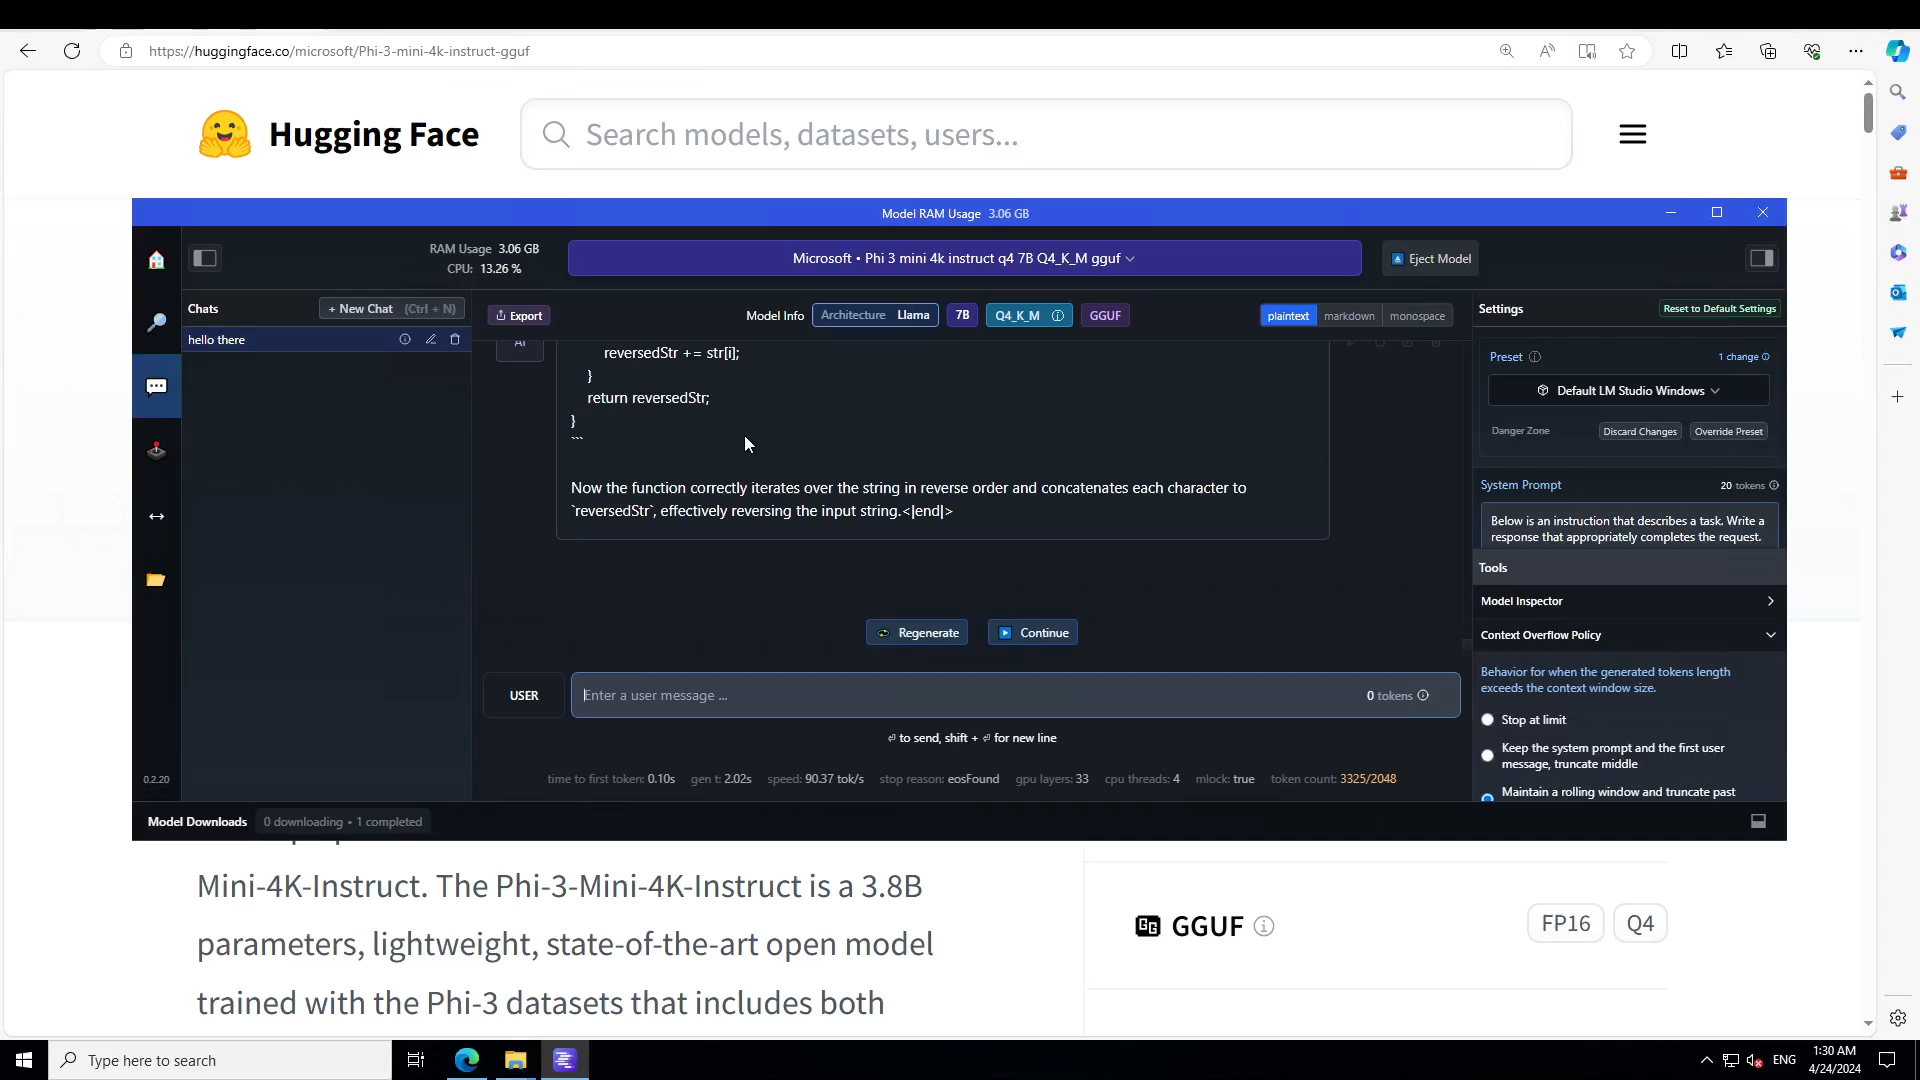 https://huggingface.co/microsoft/Phi-3-mini-4k-instruct-gguf
Hugging Face
Search models, datasets, users...
Model RAM Usage 3.06 GB
RAM Usage 3.06 GB
CPU: 13.26 %
Microsoft • Phi 3 mini 4k instruct q4 7B Q4_K_M gguf
Eject Model
Chats
+ New Chat (Ctrl + N)
hello there
Export
Model Info Architecture Llama 7B Q4_K_M GGUF
plaintext markdown monospace
AI
reversedStr += str[i];
}
return reversedStr;
}
```
Now the function correctly iterates over the string in reverse order and concatenates each character to
`reversedStr`, effectively reversing the input string.<|end|>
Regenerate
Continue
USER
Enter a user message ...
0 tokens
⏎ to send, shift + ⏎ for new line
time to first token: 0.10s gen t: 2.02s speed: 90.37 tok/s stop reason: eosFound gpu layers: 33 cpu threads: 4 mlock: true token count: 3325/2048
0.2.20
Settings
Reset to Default Settings
Preset
1 change
Default LM Studio Windows
Danger Zone
Discard Changes
Override Preset
System Prompt
20 tokens
Below is an instruction that describes a task. Write a
response that appropriately completes the request.
Tools
Model Inspector
Context Overflow Policy
Behavior for when the generated tokens length
exceeds the context window size.
Stop at limit
Keep the system prompt and the first user
message, truncate middle
Maintain a rolling window and truncate past
Model Downloads 0 downloading • 1 completed
Mini-4K-Instruct. The Phi-3-Mini-4K-Instruct is a 3.8B
parameters, lightweight, state-of-the-art open model
trained with the Phi-3 datasets that includes both
GGUF
FP16
Q4
Type here to search
ENG
1:30 AM
4/24/2024